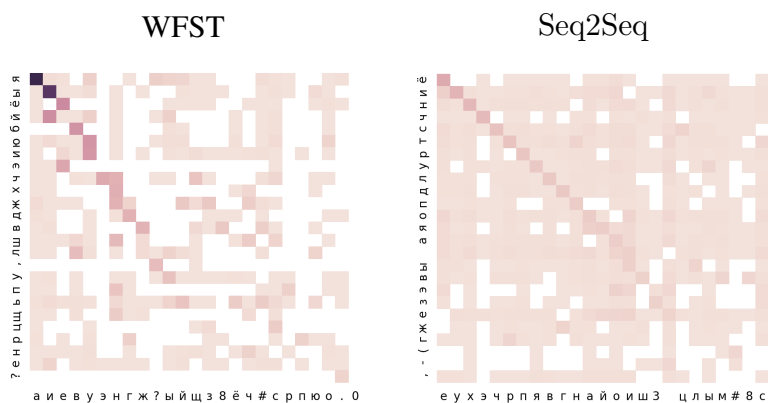 WFST
Seq2Seq
? е н р ц щ ь п у , л ш в д ж х ч э и ю б й ё ы я
а и е в у э н г ж ? ы й щ з 8 ё ч # с р п ю о . 0
, - ( г ж е з э в ы а я о п д л у р т с ч н и ё
е у х э ч р п я в г н а й о и ш 3 ц л ы м # 8 с